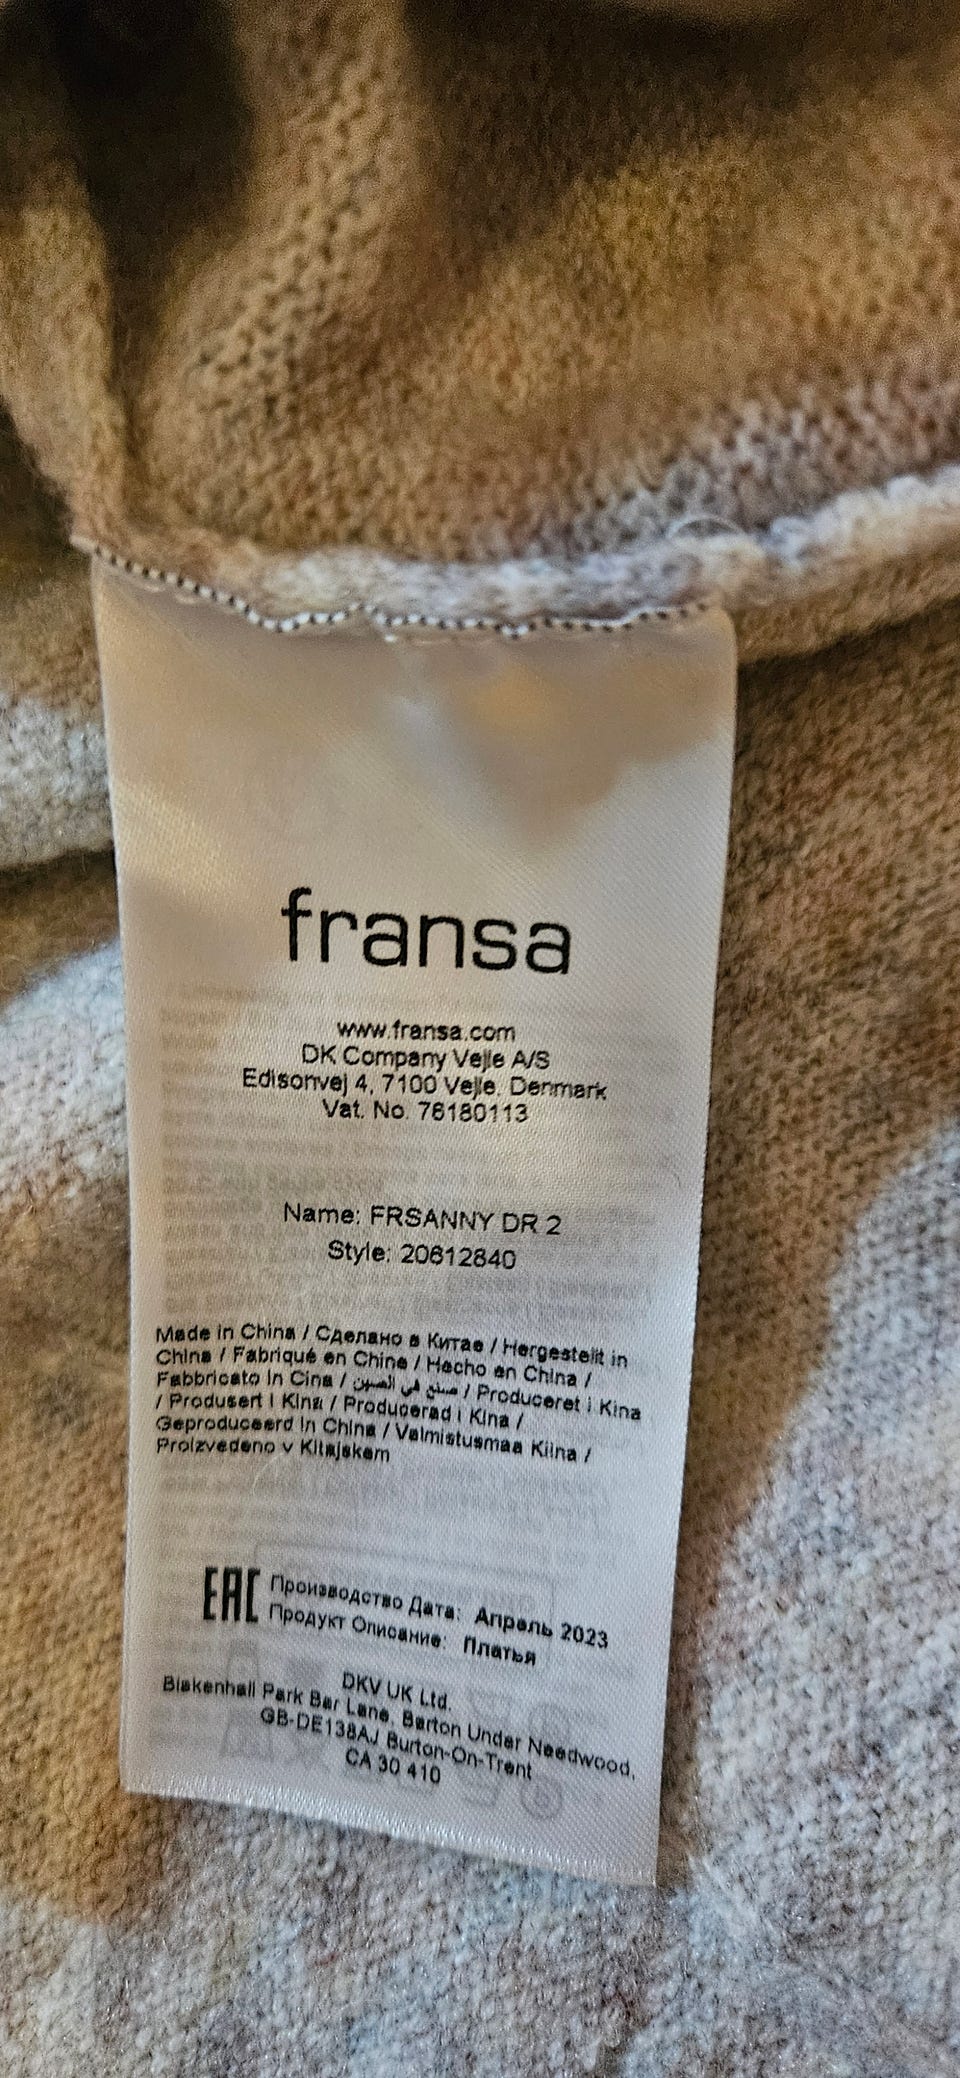 fransa
www.fransa.com
DK Company Vejle A/S
Edisonvej 4, 7100 Vejle. Denmark
Vat. No. 76180113
Name: FRSANNY DR 2
Style: 20612840
Made in China / Сделано в Китае / Hergestellt in
China / Fabriqué en Chine / Hecho en China /
Fabbricato In Cina / صنع في الصين / Produceret i Kina
/ Produsert I Kina / Producerad i Kina /
Geproduceerd In China / Valmistusmaa Kiina /
Proizvedeno v Kitajskem
EAC Производство Дата: Апрель 2023
Продукт Описание: Платья
DKV UK Ltd.
Blakenhall Park Bar Lane, Barton Under Needwood,
GB-DE138AJ Burton-On-Trent
CA 30 410